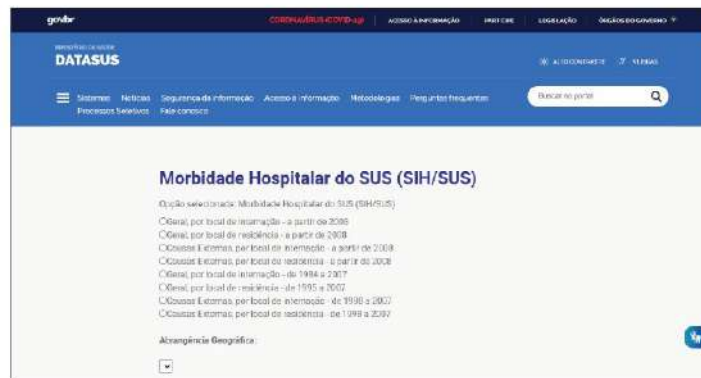 govbr CORONAVÍRUS (COVID-19) ACESSO À INFORMAÇÃO PARTICIPE LEGISLAÇÃO ÓRGÃOS DO GOVERNO
MINISTÉRIO DA SAÚDE
DATASUS
ALTO CONTRASTE VLIBRAS
Sistemas Notícias Segurança da informação Acesso à Informação Metodologias Perguntas frequentes
Processos Seletivos Fale conosco
Buscar no portal
Morbidade Hospitalar do SUS (SIH/SUS)
Opção selecionada: Morbidade Hospitalar do SUS (SIH/SUS)
Geral, por local de internação - a partir de 2008
Geral, por local de residência - a partir de 2008
Causas Externas, por local de internação - a partir de 2008
Causas Externas, por local de residência - a partir de 2008
Geral, por local de internação - de 1984 a 2007
Geral, por local de residência - de 1995 a 2007
Causas Externas, por local de internação - de 1998 a 2007
Causas Externas, por local de residência - de 1998 a 2007
Abrangência Geográfica: